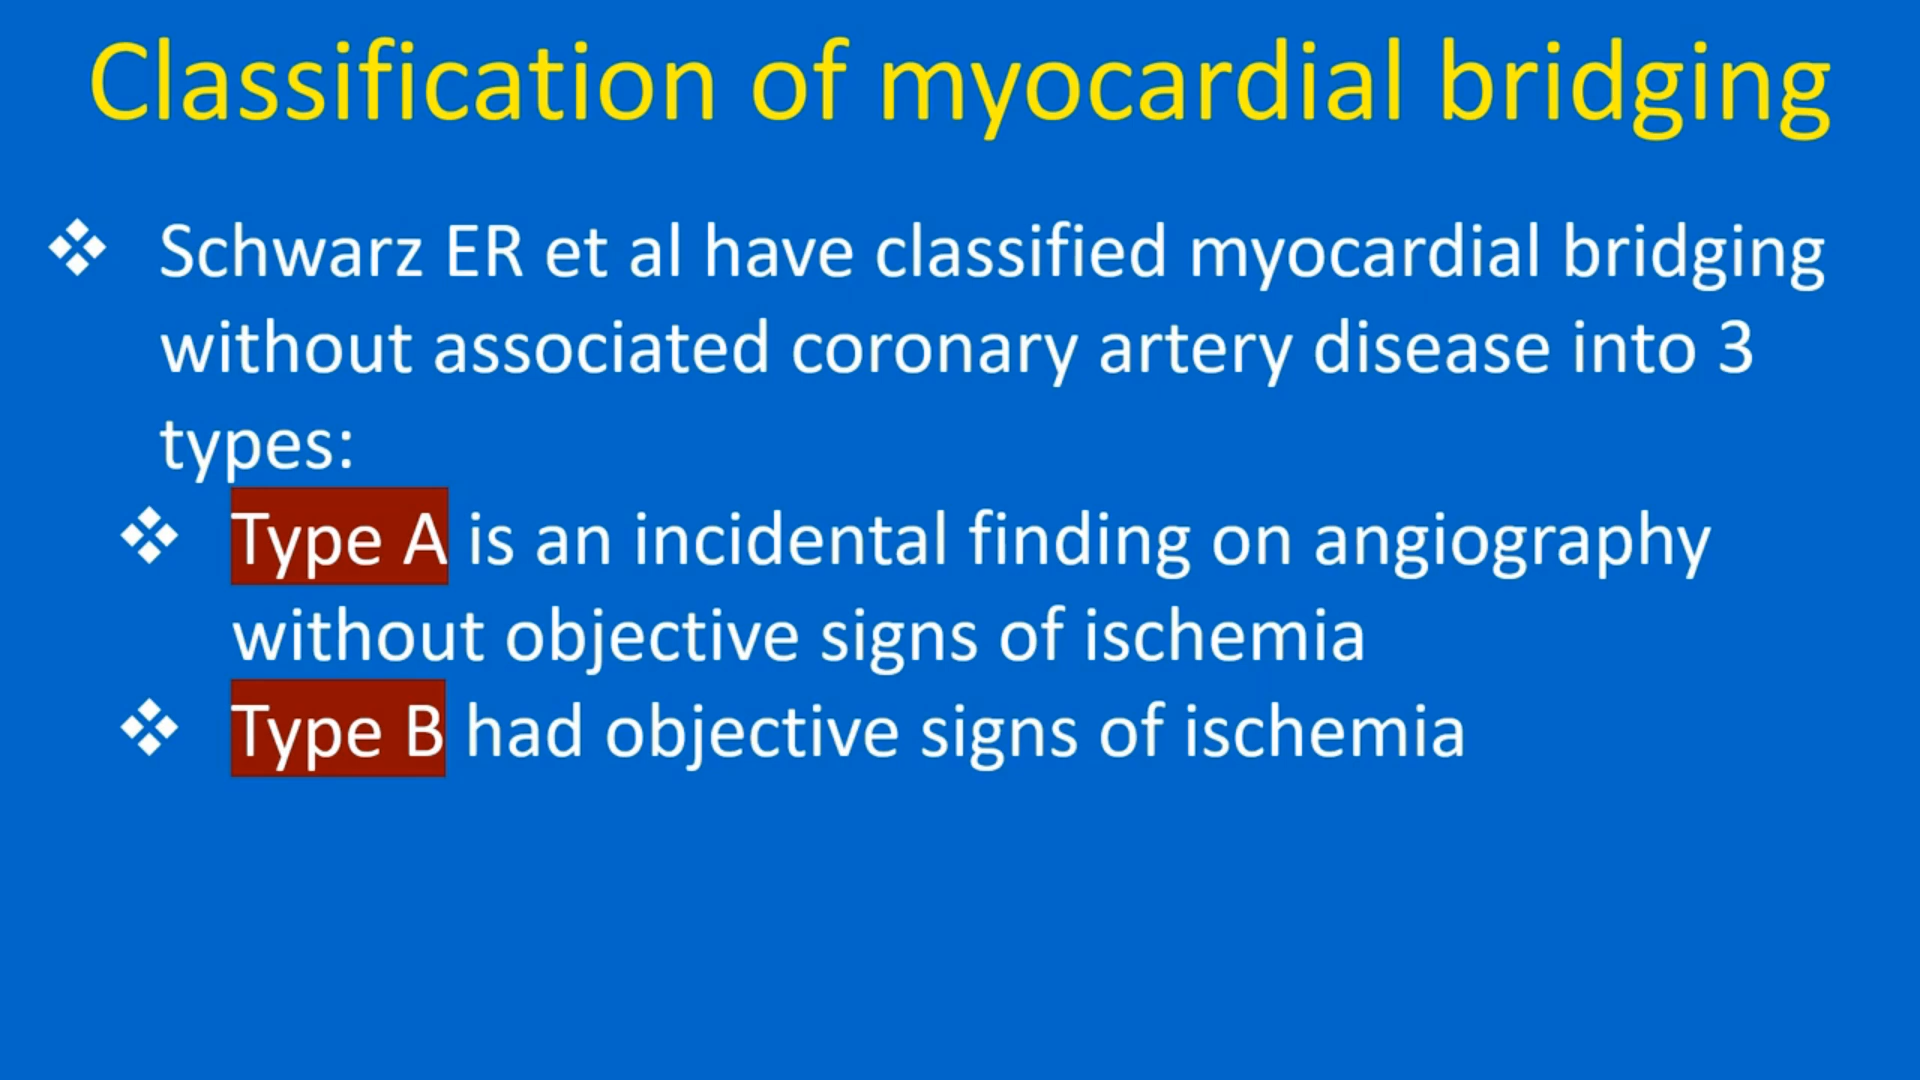 Classification of myocardial bridging
❖ Schwarz ER et al have classified myocardial bridging
without associated coronary artery disease into 3
types:
❖ Type A is an incidental finding on angiography
without objective signs of ischemia
❖ Type B had objective signs of ischemia